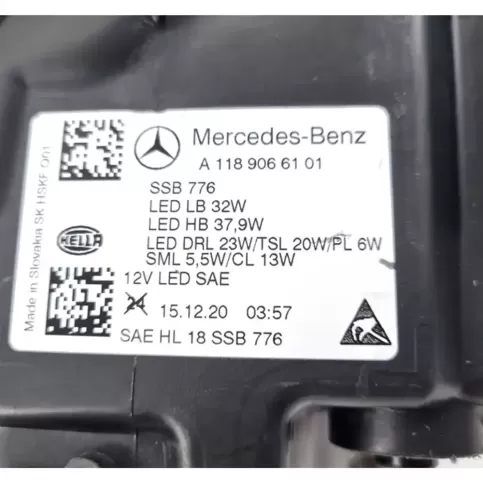 Mercedes-Benz
A 118 906 61 01
SSB 776
LED LB 32W
LED HB 37,9W
LED DRL 23W/TSL 20W/PL 6W
SML 5,5W/CL 13W
12V LED SAE
15.12.20 03:57
SAE HL 18 SSB 776
HELLA
Made in Slovakia SK HSKF Q01